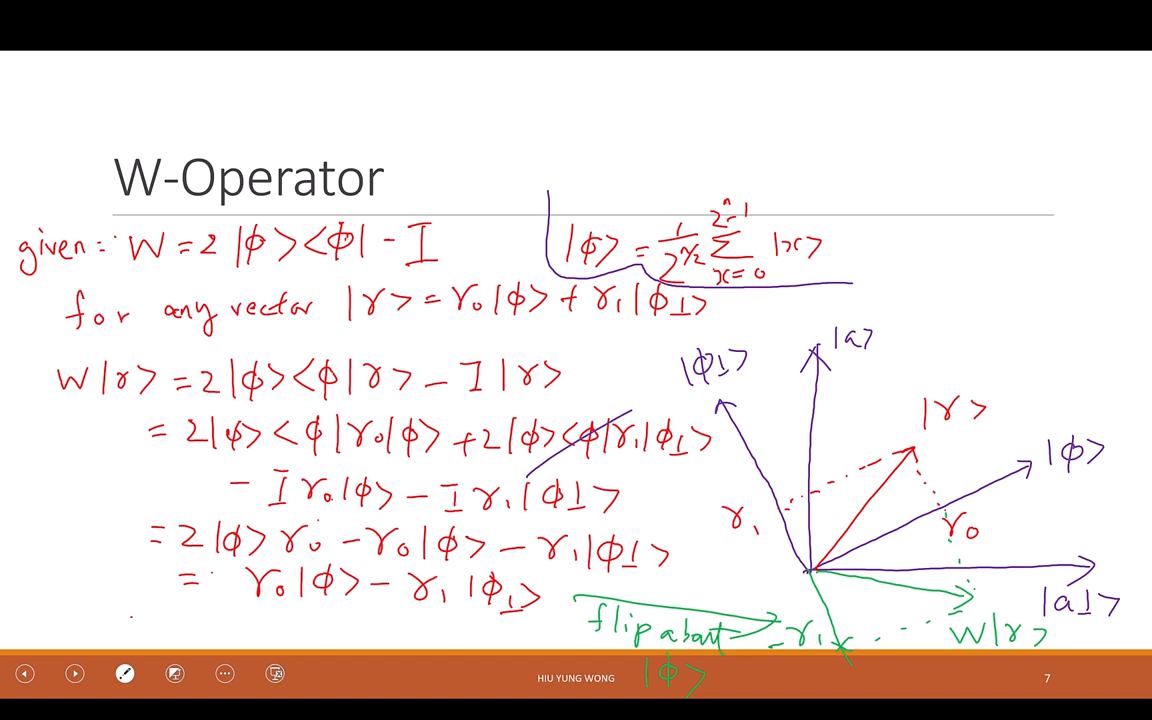 W-Operator
given: W = 2|ϕ><ϕ| - I
|ϕ> = 1/2^(n/2) Σ_{x=0}^{2^n-1} |x>
for any vector |r> = r₀|ϕ> + r₁|ϕ⊥>
W|r> = 2|ϕ><ϕ|r> - I|r>
= 2|ϕ><ϕ|r₀|ϕ> + 2|ϕ><ϕ|r₁|ϕ⊥>
- I r₀|ϕ> - I r₁|ϕ⊥>
= 2|ϕ> r₀ - r₀|ϕ> - r₁|ϕ⊥>
= r₀|ϕ> - r₁|ϕ⊥>
|a>
|ϕ⊥>
|r>
|ϕ>
r₁
r₀
|a⊥>
flip about
|ϕ>
-r₁
W|r>
HIU YUNG WONG
7